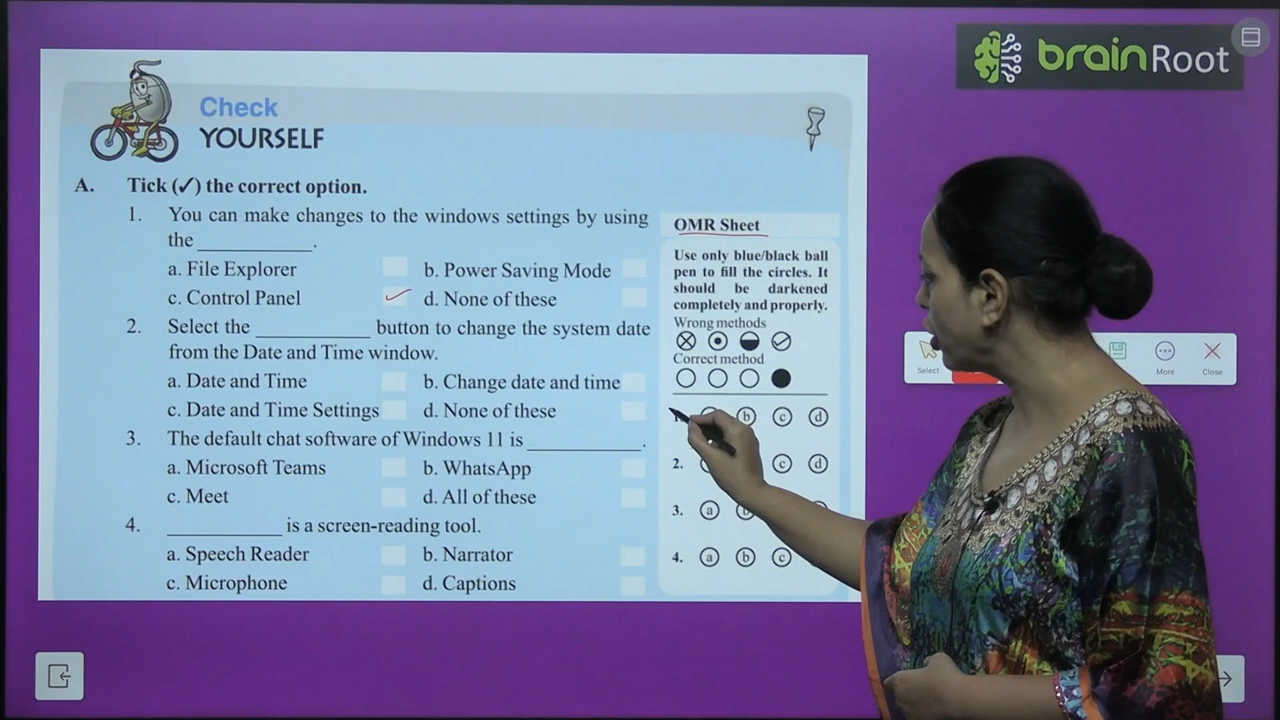 brainRoot
Check
YOURSELF
A. Tick (✓) the correct option.
1. You can make changes to the windows settings by using
the ____________.
a. File Explorer b. Power Saving Mode
c. Control Panel d. None of these
2. Select the ____________ button to change the system date
from the Date and Time window.
a. Date and Time b. Change date and time
c. Date and Time Settings d. None of these
3. The default chat software of Windows 11 is ____________.
a. Microsoft Teams b. WhatsApp
c. Meet d. All of these
4. ____________ is a screen-reading tool.
a. Speech Reader b. Narrator
c. Microphone d. Captions
OMR Sheet
Use only blue/black ball
pen to fill the circles. It
should be darkened
completely and properly.
Wrong methods
Correct method
b c d
2. c d
3. a b
4. a b c
Select
More
Close